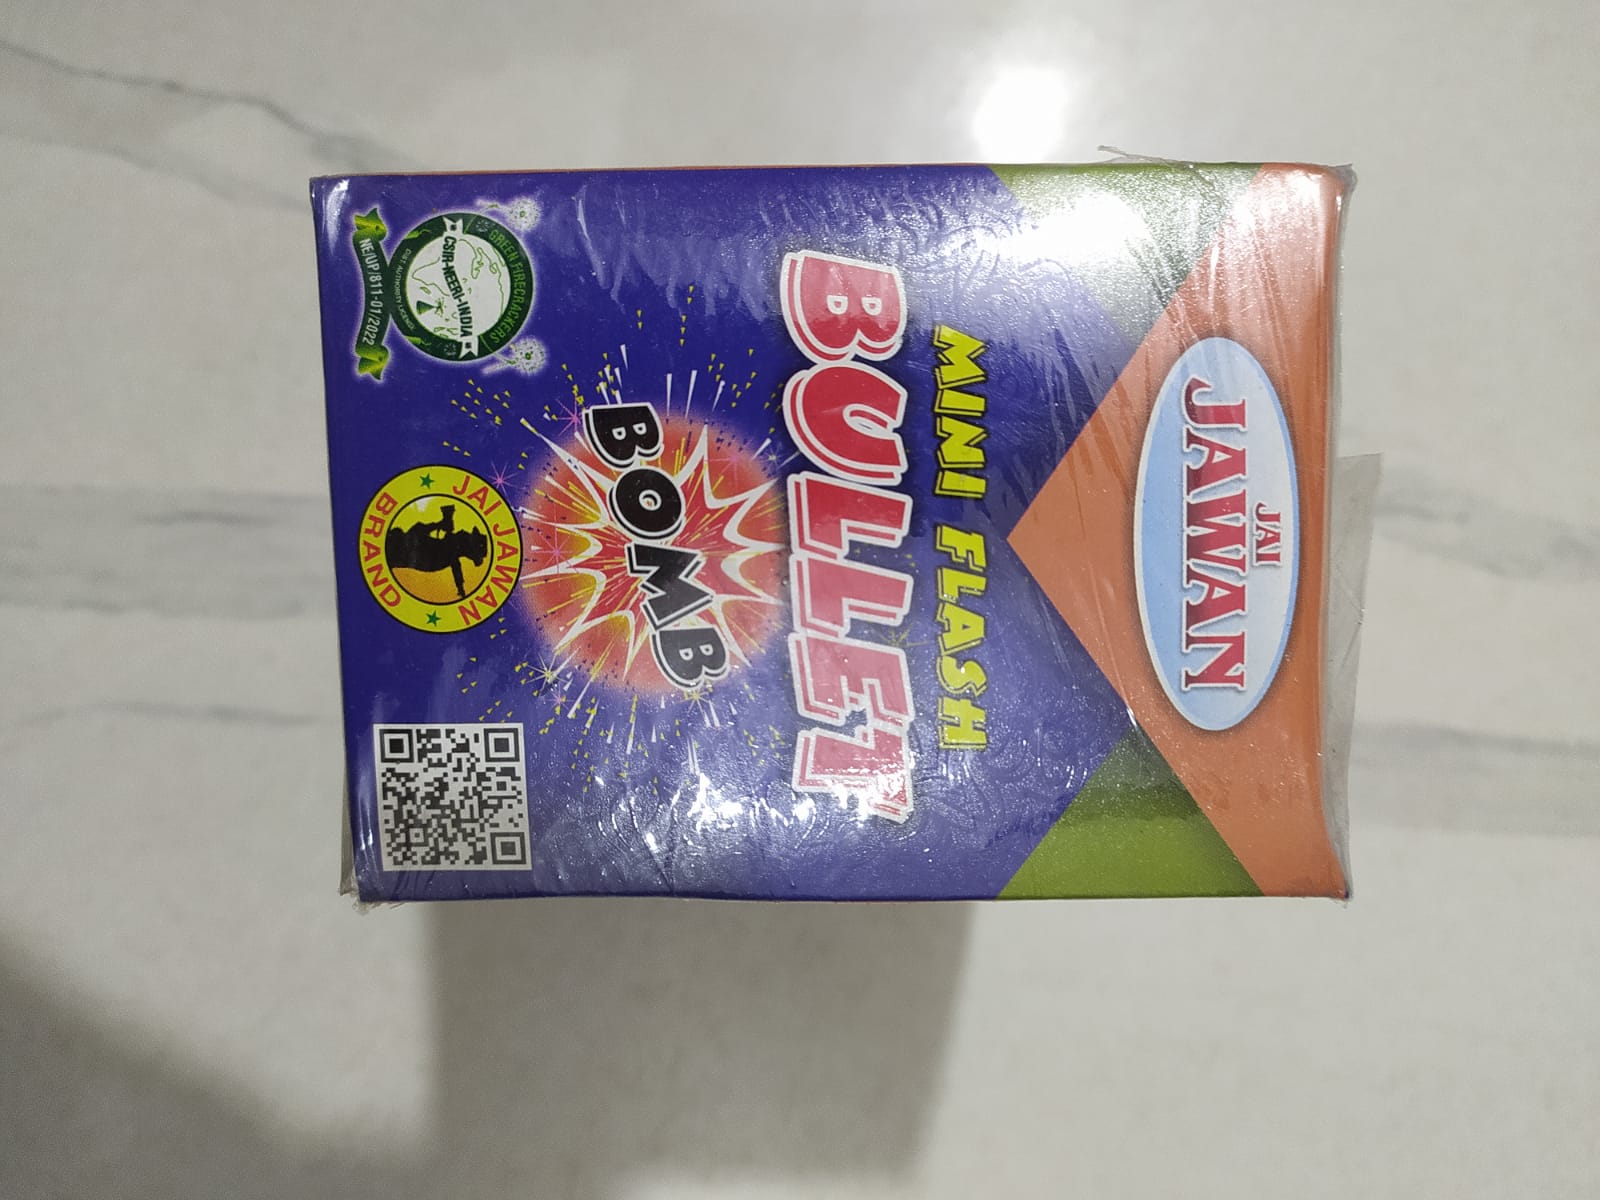 JAI
JAWAN
MINI FLASH
BULLET
BOMB
GREEN FIRECRACKERS
CSIR-NEERI-INDIA
NE/UP/811-01/2022
JAI JAWAN
BRAND